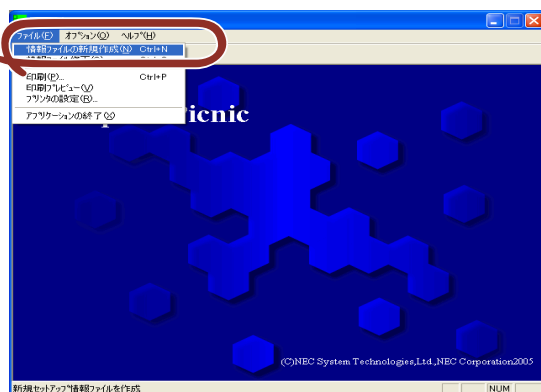 ファイル(F) オプション(O) ヘルプ(H)
情報ファイルの新規作成(N) Ctrl+N
印刷(P)... Ctrl+P
印刷プレビュー(V)
プリンタの設定(R)...
アプリケーションの終了(X)
icnic
(C)NEC System Technologies,Ltd.,NEC Corporation2005
新規セットアップ情報ファイルを作成
NUM